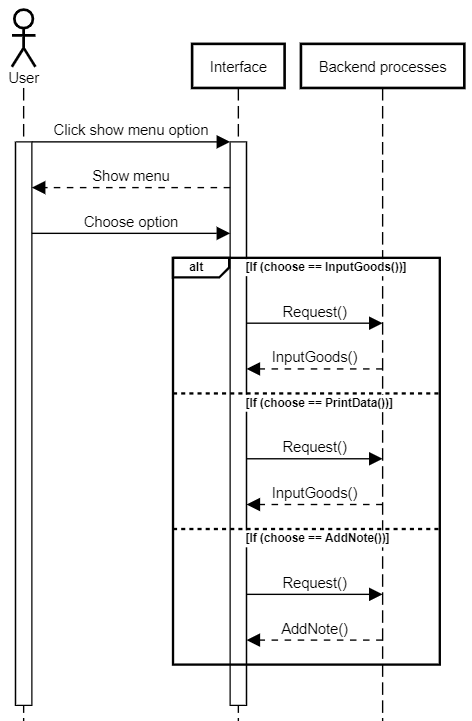 User
Interface
Backend processes
Click show menu option
Show menu
Choose option
alt
[If (choose == InputGoods())]
Request()
InputGoods()
[If (choose == PrintData())]
Request()
InputGoods()
[If (choose == AddNote())]
Request()
AddNote()